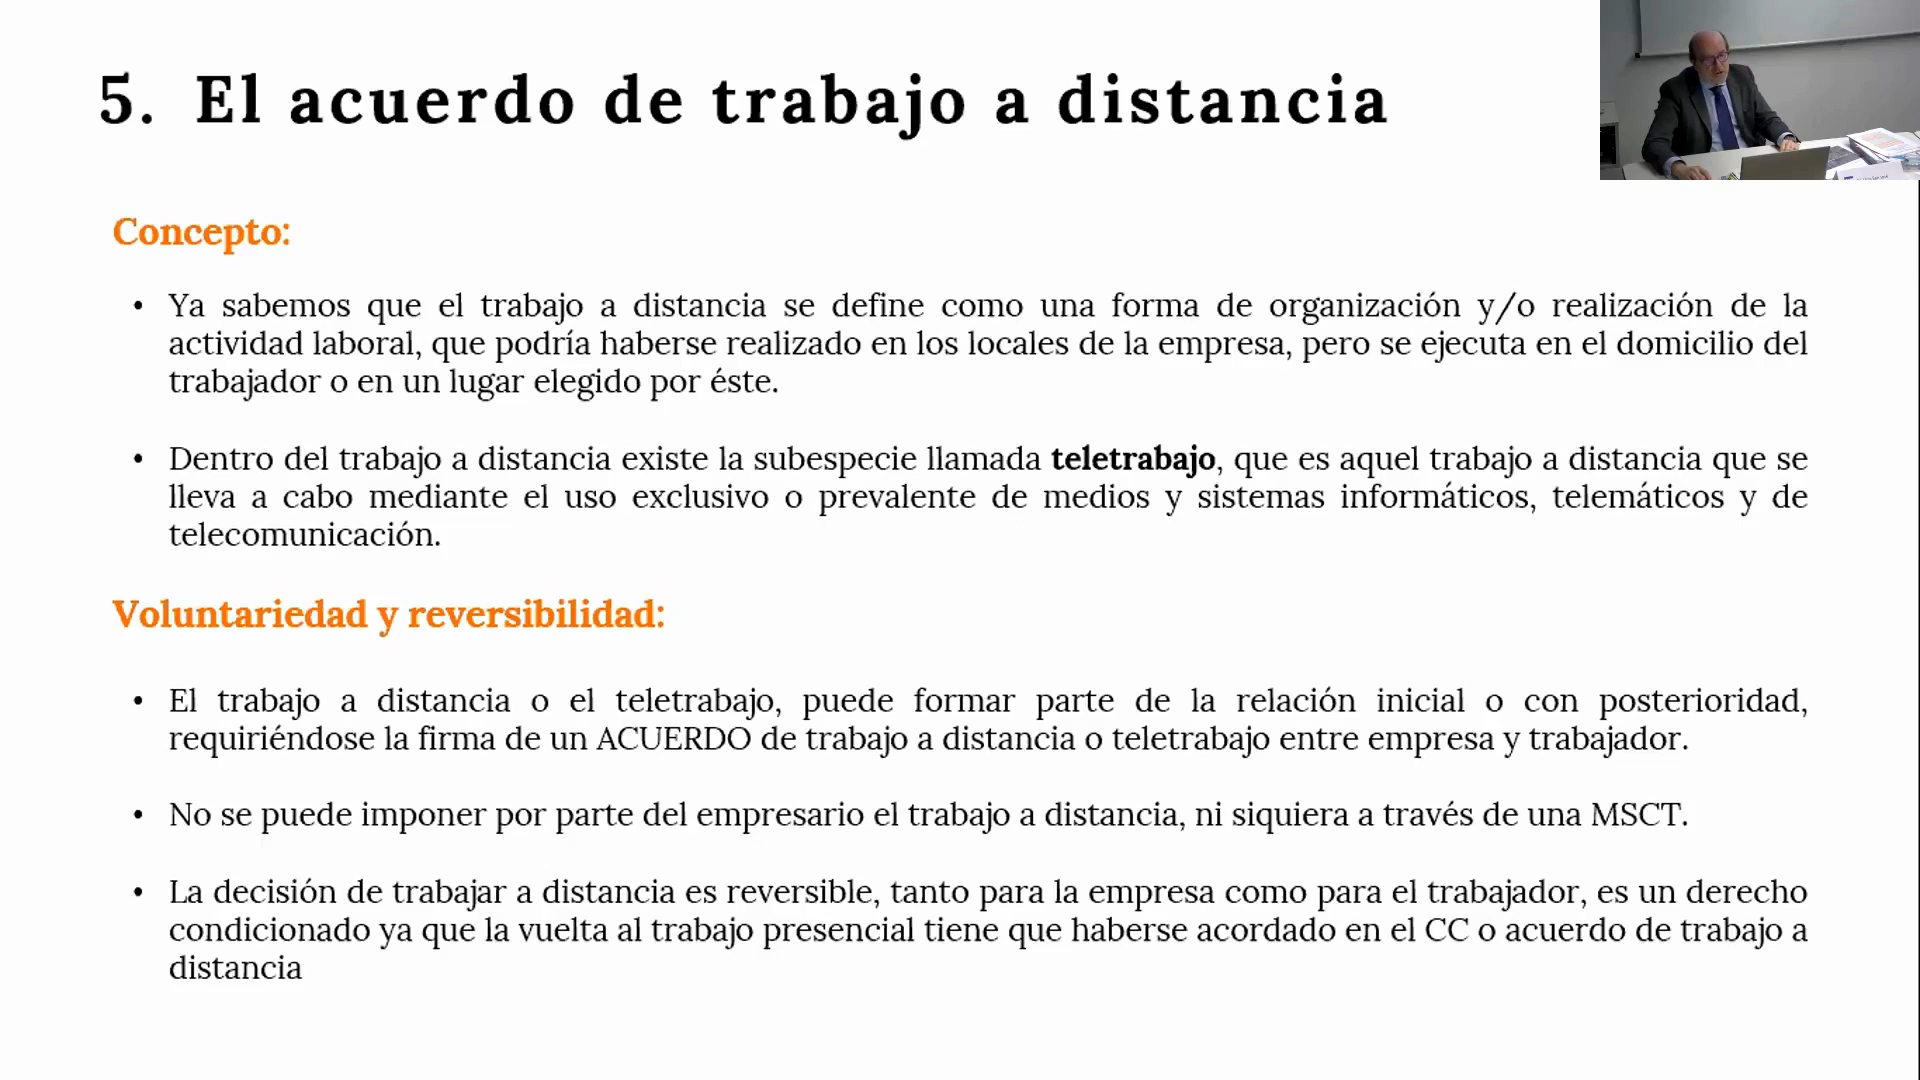 5. El acuerdo de trabajo a distancia
Concepto:
• Ya sabemos que el trabajo a distancia se define como una forma de organización y/o realización de la
actividad laboral, que podría haberse realizado en los locales de la empresa, pero se ejecuta en el domicilio del
trabajador o en un lugar elegido por éste.
• Dentro del trabajo a distancia existe la subespecie llamada teletrabajo, que es aquel trabajo a distancia que se
lleva a cabo mediante el uso exclusivo o prevalente de medios y sistemas informáticos, telemáticos y de
telecomunicación.
Voluntariedad y reversibilidad:
• El trabajo a distancia o el teletrabajo, puede formar parte de la relación inicial o con posterioridad,
requiriéndose la firma de un ACUERDO de trabajo a distancia o teletrabajo entre empresa y trabajador.
• No se puede imponer por parte del empresario el trabajo a distancia, ni siquiera a través de una MSCT.
• La decisión de trabajar a distancia es reversible, tanto para la empresa como para el trabajador, es un derecho
condicionado ya que la vuelta al trabajo presencial tiene que haberse acordado en el CC o acuerdo de trabajo a
distancia